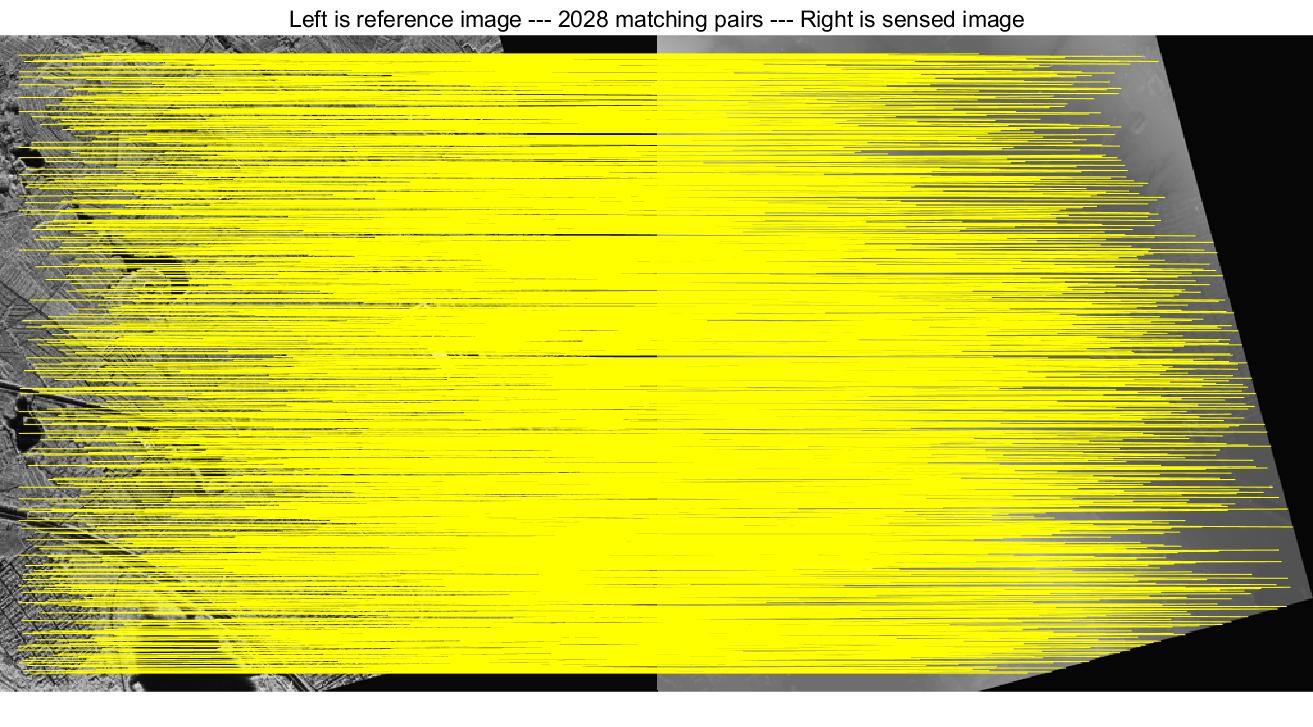 Left is reference image --- 2028 matching pairs --- Right is sensed image